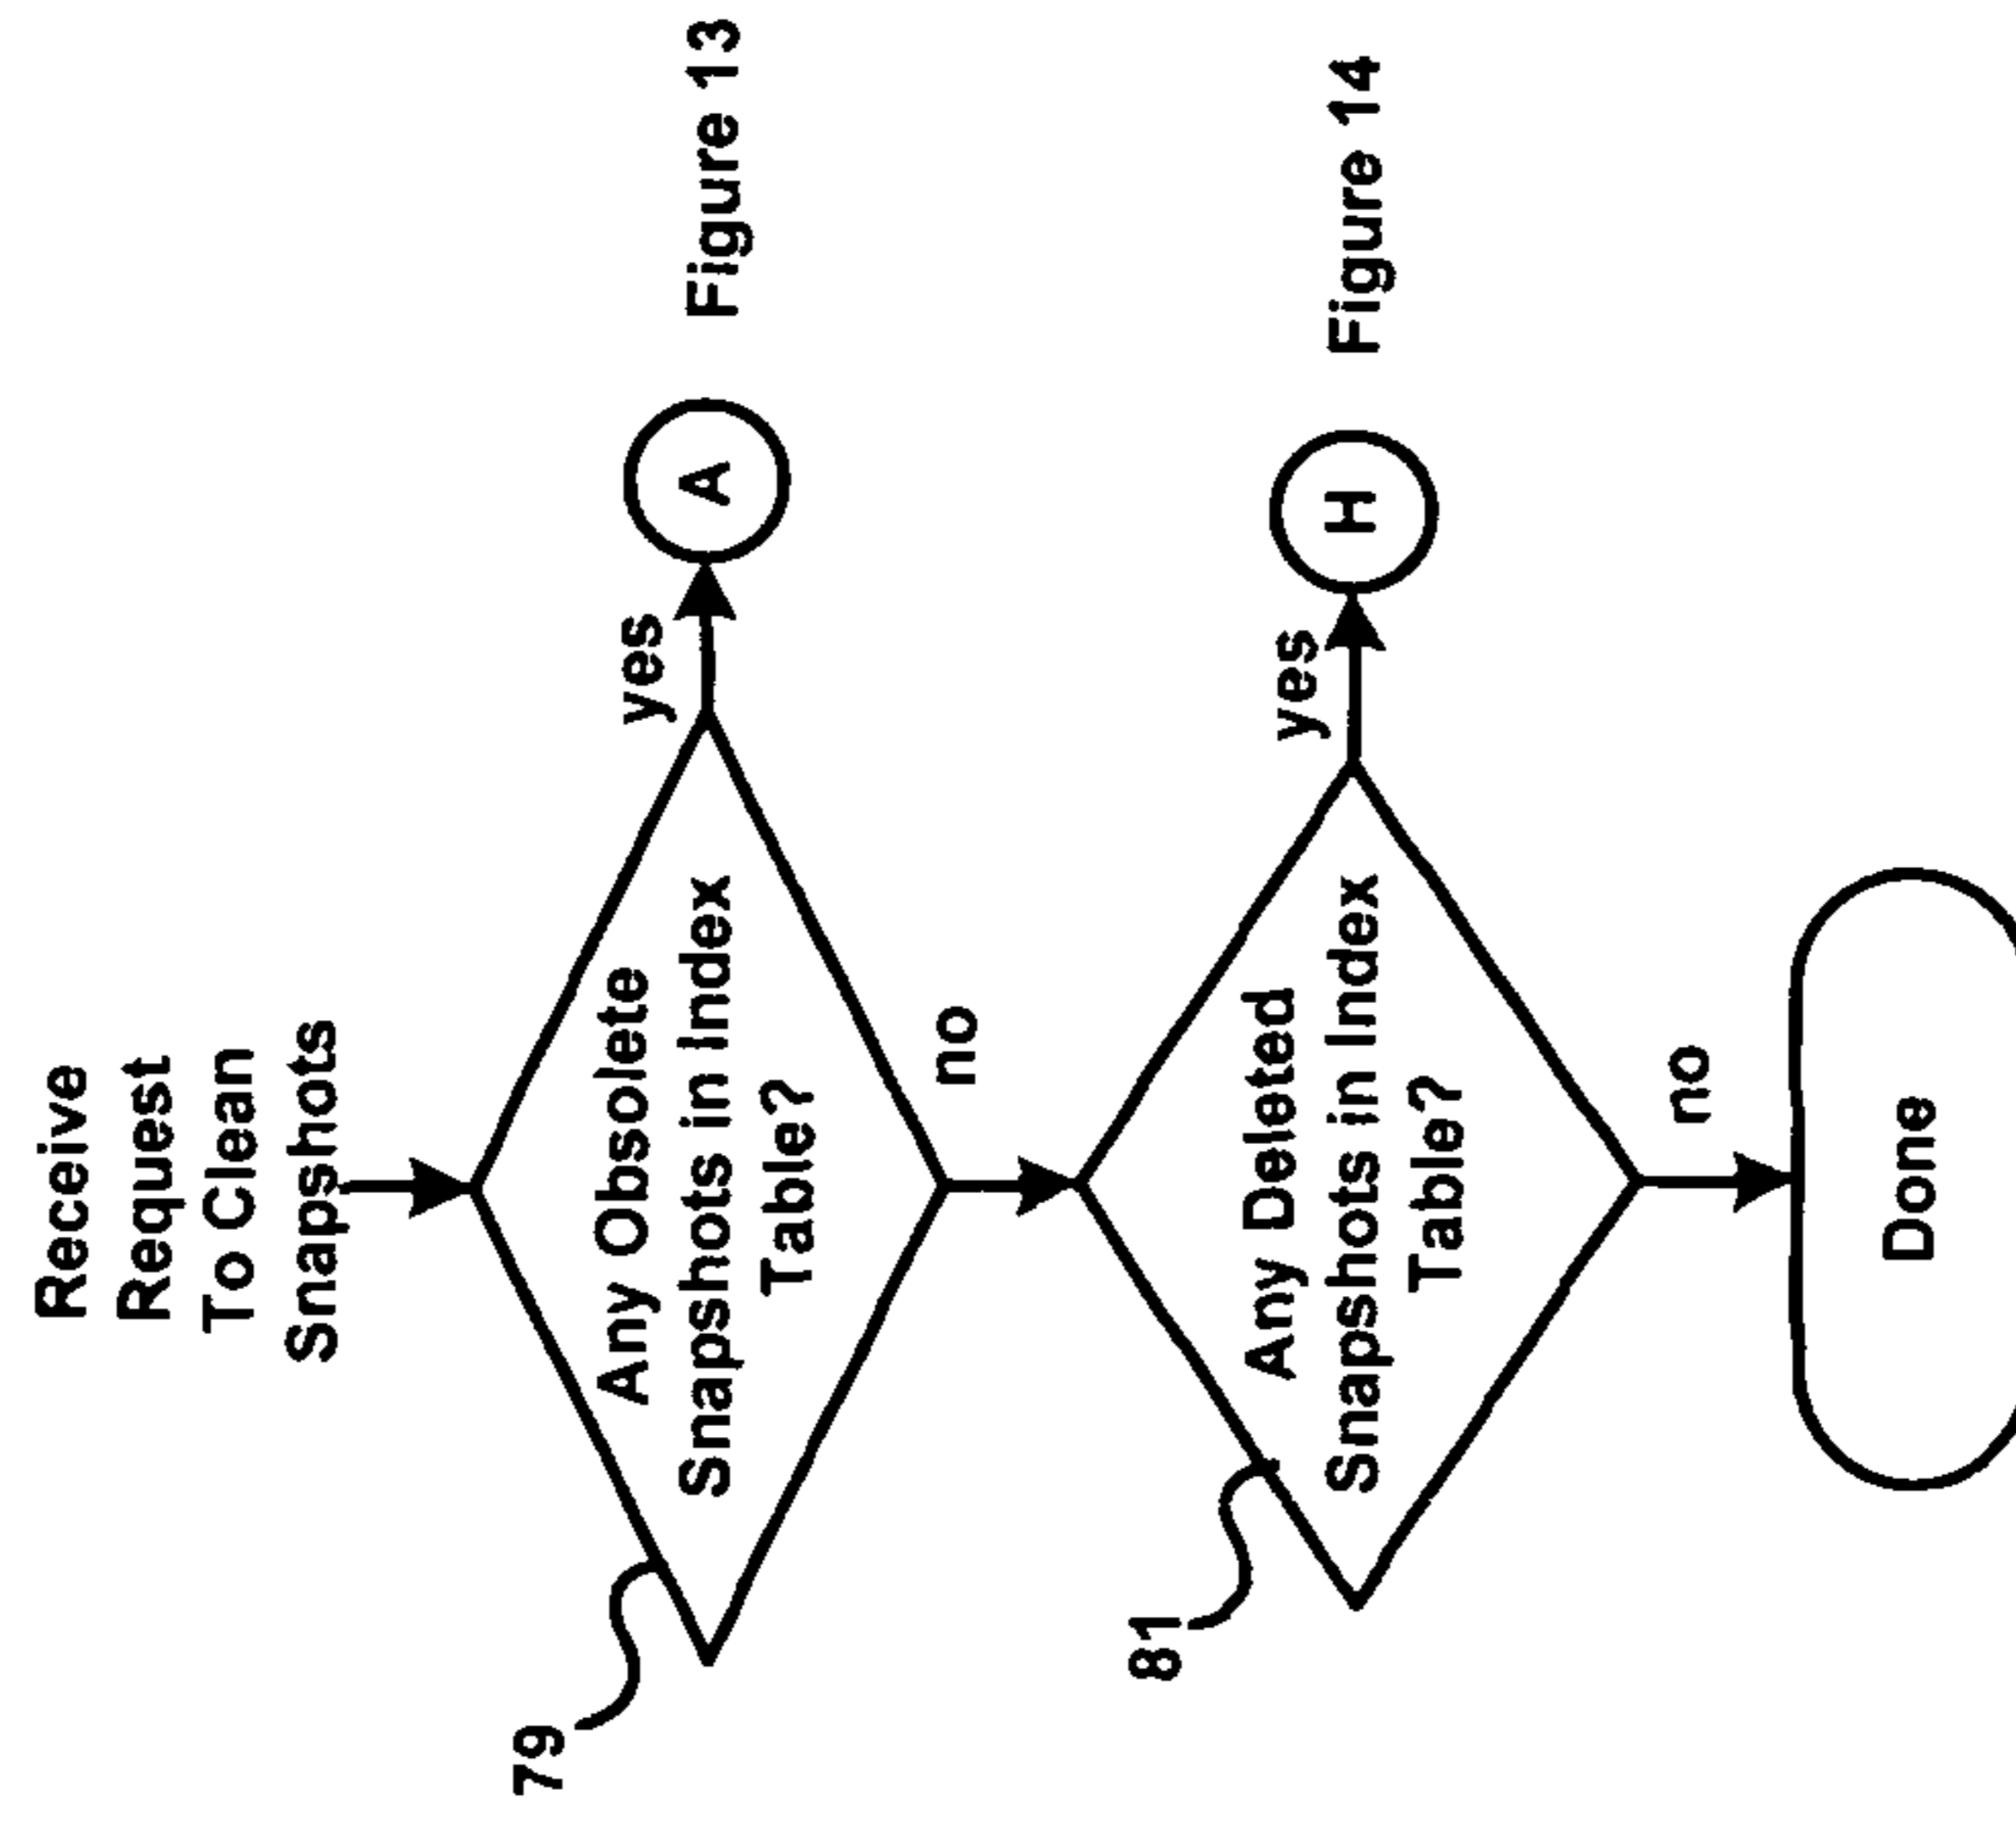 Receive
Request
To Clean
Snapshots
79
Any Obsolete
Snapshots in Index
Table?
yes
A
Figure 13
no
81
Any Deleted
Snapshots in Index
Table?
yes
H
Figure 14
no
Done